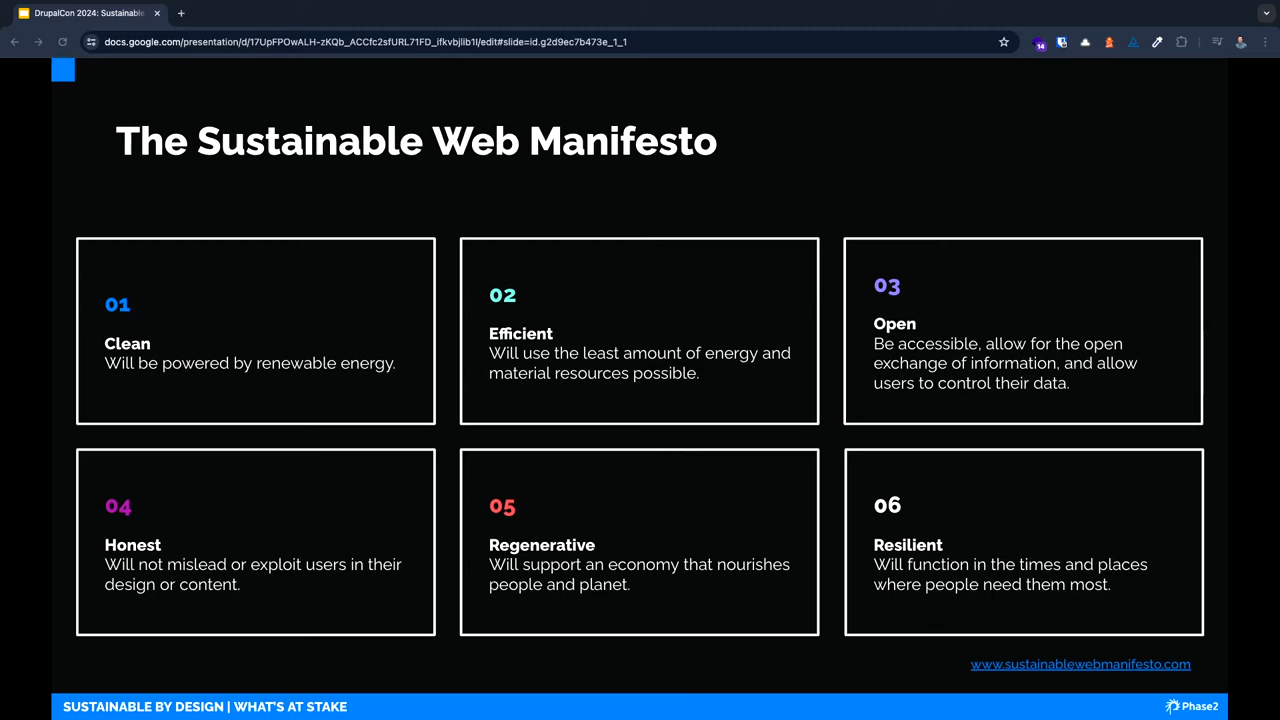 DrupalCon 2024: Sustainable
docs.google.com/presentation/d/17UpFPOwALH-zKQb_ACCfc2sfURL71FD_ifkvbjlib1I/edit#slide=id.g2d9ec7b473e_1_1
14
The Sustainable Web Manifesto
01
Clean
Will be powered by renewable energy.
02
Efficient
Will use the least amount of energy and
material resources possible.
03
Open
Be accessible, allow for the open
exchange of information, and allow
users to control their data.
04
Honest
Will not mislead or exploit users in their
design or content.
05
Regenerative
Will support an economy that nourishes
people and planet.
06
Resilient
Will function in the times and places
where people need them most.
www.sustainablewebmanifesto.com
SUSTAINABLE BY DESIGN | WHAT'S AT STAKE
Phase2